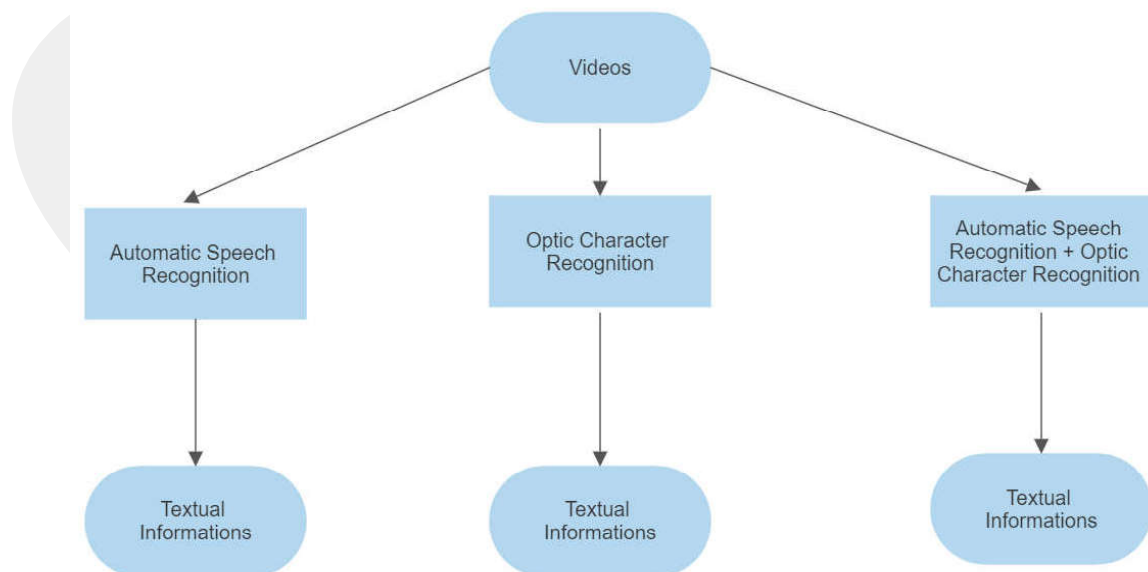 Videos
Automatic Speech
Recognition
Optic Character
Recognition
Automatic Speech
Recognition + Optic
Character Recognition
Textual
Informations
Textual
Informations
Textual
Informations